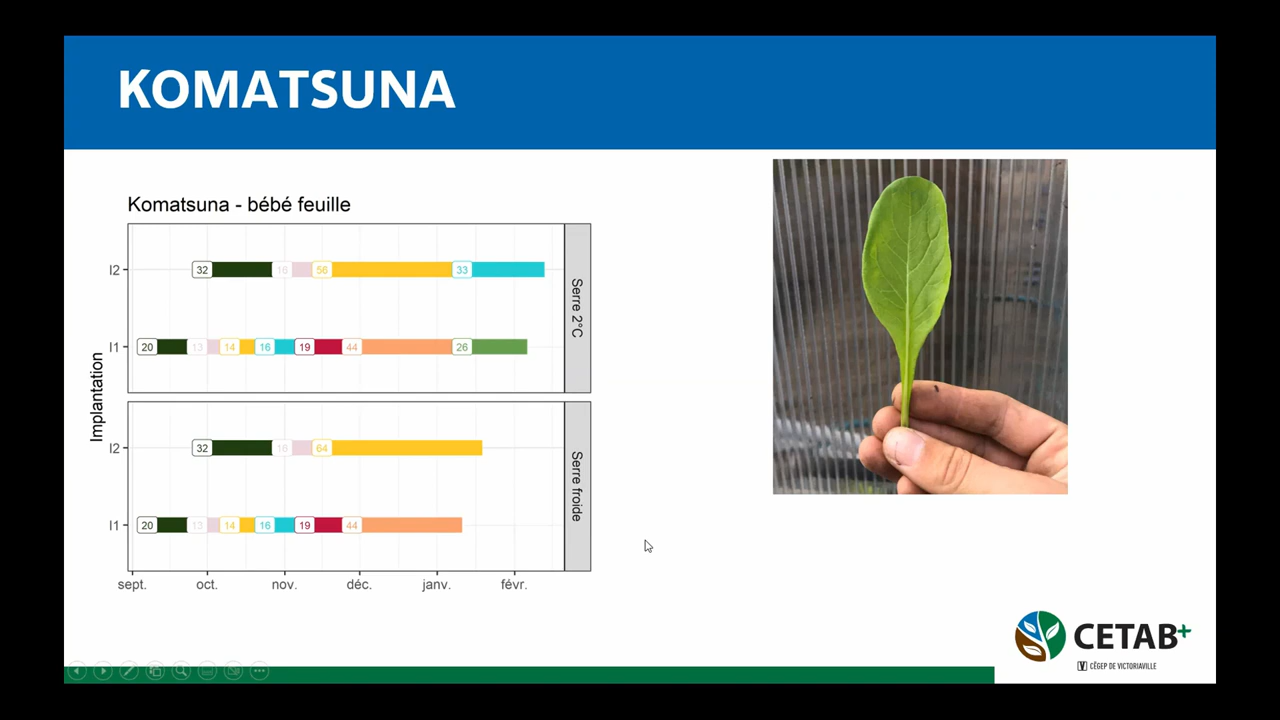 KOMATSUNA
Komatsuna - bébé feuille
I2
32 16 56 33
I1
20 13 14 16 19 44 26
Serre 2°C
Implantation
I2
32 16 64
I1
20 13 14 16 19 44
Serre froide
sept. oct. nov. déc. janv. févr.
CETAB+
CÉGEP DE VICTORIAVILLE